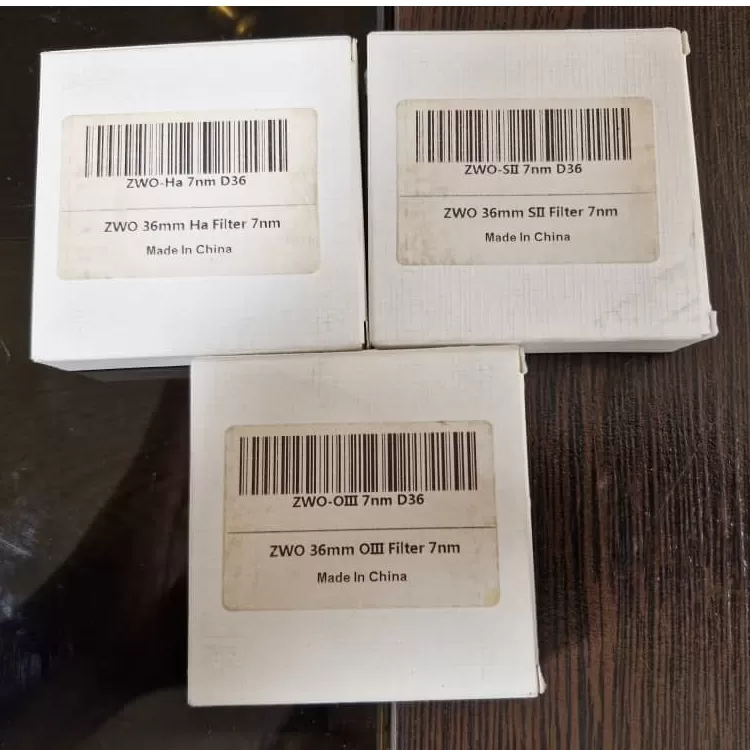 ZWO-Ha 7nm D36
ZWO 36mm Ha Filter 7nm
Made In China
ZWO-SII 7nm D36
ZWO 36mm SII Filter 7nm
Made In China
ZWO-OIII 7nm D36
ZWO 36mm OIII Filter 7nm
Made In China